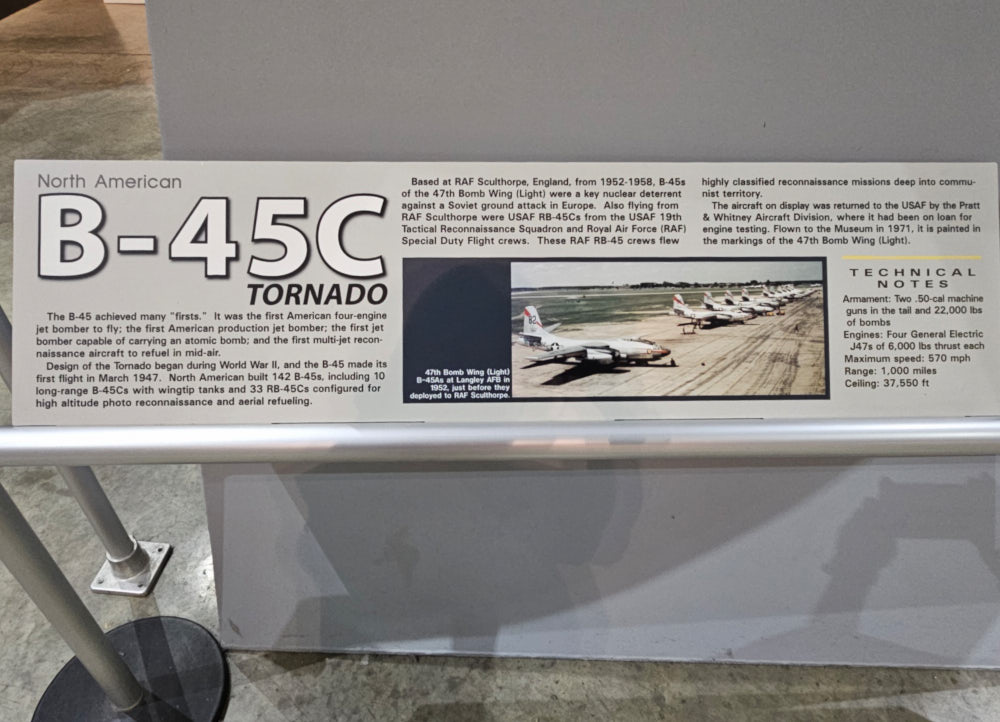 North American
B-45C
TORNADO
The B-45 achieved many "firsts." It was the first American four-engine
jet bomber to fly; the first American production jet bomber; the first jet
bomber capable of carrying an atomic bomb; and the first multi-jet recon-
naissance aircraft to refuel in mid-air.
Design of the Tornado began during World War II, and the B-45 made its
first flight in March 1947. North American built 142 B-45s, including 10
long-range B-45Cs with wingtip tanks and 33 RB-45Cs configured for
high altitude photo reconnaissance and aerial refueling.
Based at RAF Sculthorpe, England, from 1952-1958, B-45s
of the 47th Bomb Wing (Light) were a key nuclear deterrent
against a Soviet ground attack in Europe. Also flying from
RAF Sculthorpe were USAF RB-45Cs from the USAF 19th
Tactical Reconnaissance Squadron and Royal Air Force (RAF)
Special Duty Flight crews. These RAF RB-45 crews flew
highly classified reconnaissance missions deep into commu-
nist territory.
The aircraft on display was returned to the USAF by the Pratt
& Whitney Aircraft Division, where it had been on loan for
engine testing. Flown to the Museum in 1971, it is painted in
the markings of the 47th Bomb Wing (Light).
47th Bomb Wing (Light)
B-45As at Langley AFB in
1952, just before they
deployed to RAF Sculthorpe.
82
TECHNICAL
NOTES
Armament: Two .50-cal machine
guns in the tail and 22,000 lbs
of bombs
Engines: Four General Electric
J47s of 6,000 lbs thrust each
Maximum speed: 570 mph
Range: 1,000 miles
Ceiling: 37,550 ft